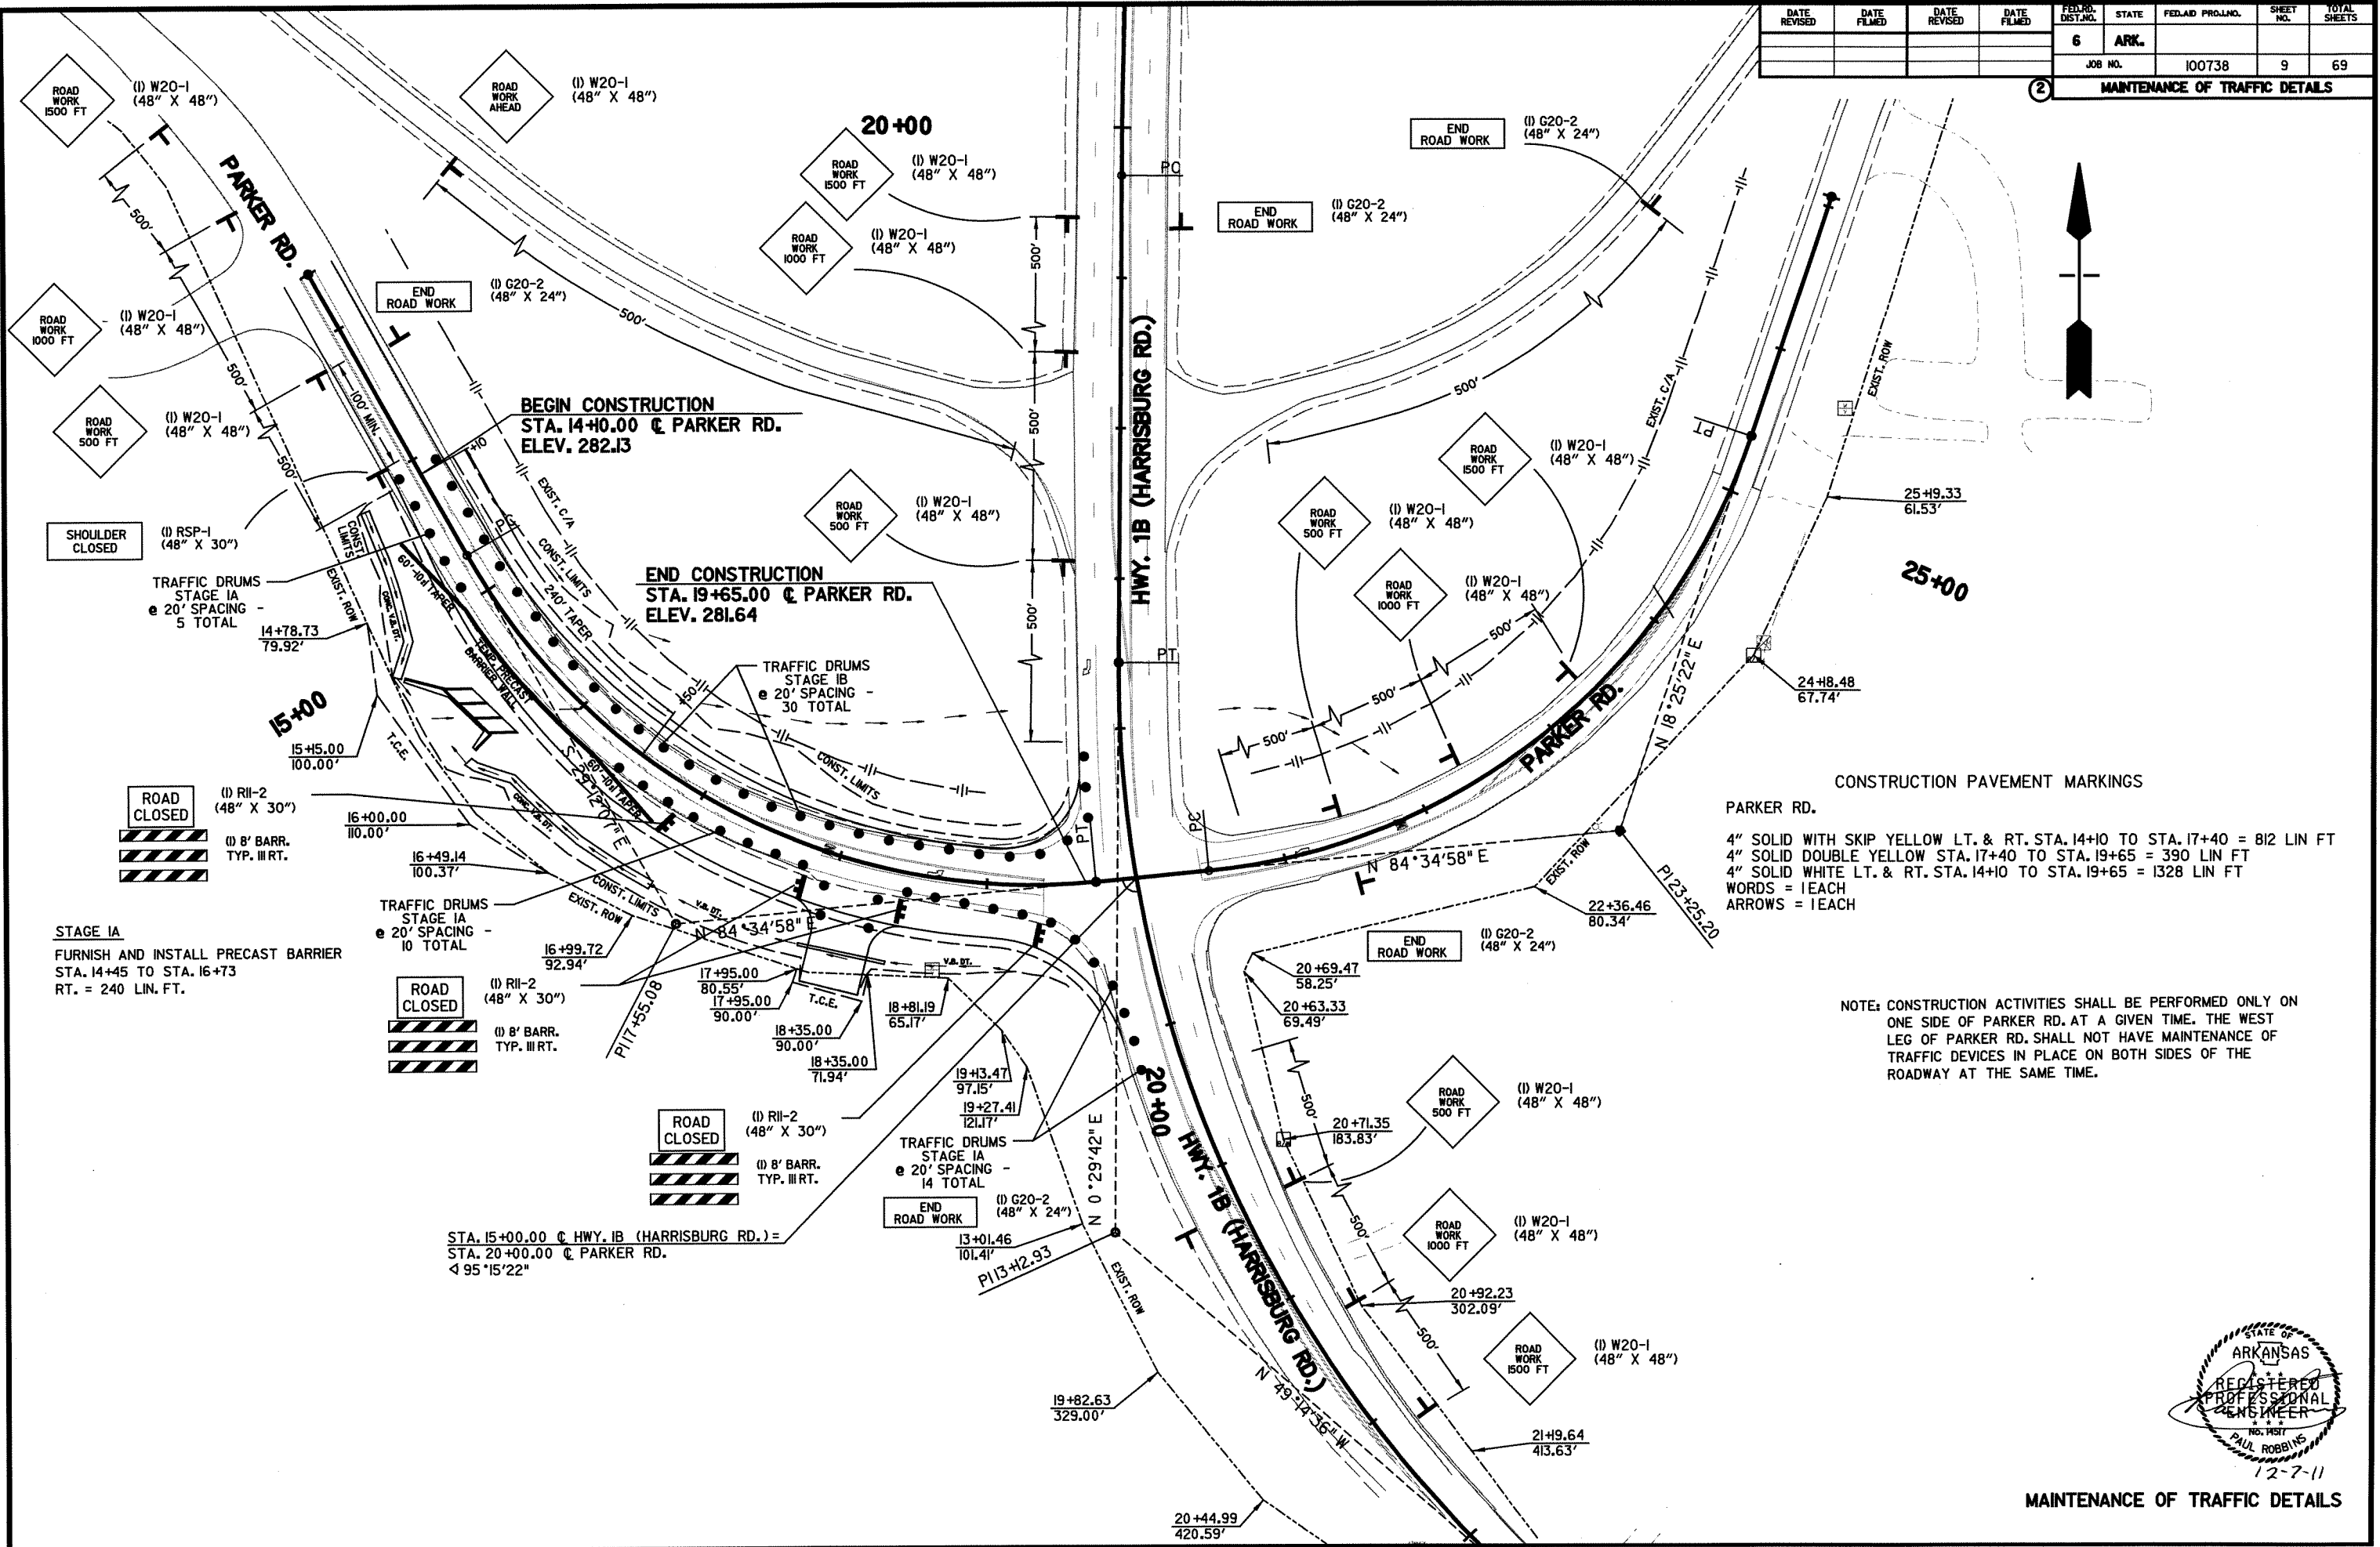 DATE REVISED
DATE FILMED
DATE REVISED
DATE FILMED
FED.RD. DIST.NO.
STATE
FED.AID PROJ.NO.
SHEET NO.
TOTAL SHEETS
6
ARK.
JOB NO.
100738
9
69
2
MAINTENANCE OF TRAFFIC DETAILS
ROAD
WORK
1500 FT
(1) W20-1
(48" X 48")
ROAD
WORK
AHEAD
(1) W20-1
(48" X 48")
20+00
ROAD
WORK
1500 FT
(1) W20-1
(48" X 48")
PC
END
ROAD WORK
(1) G20-2
(48" X 24")
END
ROAD WORK
(1) G20-2
(48" X 24")
ROAD
WORK
1000 FT
(1) W20-1
(48" X 48")
PARKER RD.
500'
500'
500'
END
ROAD WORK
(1) G20-2
(48" X 24")
ROAD
WORK
1000 FT
(1) W20-1
(48" X 48")
500'
500'
HWY. 1B (HARRISBURG RD.)
EXIST. C/A
EXIST. ROW
ROAD
WORK
500 FT
(1) W20-1
(48" X 48")
100' MIN.
500'
BEGIN CONSTRUCTION
STA. 14+10.00 ℄ PARKER RD.
ELEV. 282.13
+10
500'
PT
ROAD
WORK
1500 FT
(1) W20-1
(48" X 48")
ROAD
WORK
500 FT
(1) W20-1
(48" X 48")
ROAD
WORK
500 FT
(1) W20-1
(48" X 48")
25+19.33
61.53'
SHOULDER
CLOSED
(1) RSP-1
(48" X 30")
CONST.
LIMITS
EXIST. C/A
CONST. LIMITS
240' TAPER
60'-10:1 TAPER
EXIST. ROW
CONC. V.B. DT.
TRAFFIC DRUMS
STAGE 1A
@ 20' SPACING -
5 TOTAL
END CONSTRUCTION
STA. 19+65.00 ℄ PARKER RD.
ELEV. 281.64
500'
ROAD
WORK
1000 FT
(1) W20-1
(48" X 48")
25+00
14+78.73
79.92'
TEMP. PRECAST
BARRIER WALL
TRAFFIC DRUMS
STAGE 1B
@ 20' SPACING -
30 TOTAL
+50
PT
500'
500'
500'
PARKER RD.
N 18°25'22" E
24+18.48
67.74'
15+00
15+15.00
100.00'
T.C.E.
S 29°12'07" E
60'-10:1 TAPER
CONST. LIMITS
CONC. V.B. DT.
ROAD
CLOSED
(1) R11-2
(48" X 30")
(1) 8' BARR.
TYP. III RT.
16+00.00
110.00'
16+49.14
100.37'
PT
PC
N 84°34'58" E
EXIST. ROW
PI 23+25.20
22+36.46
80.34'
CONSTRUCTION PAVEMENT MARKINGS
PARKER RD.
4" SOLID WITH SKIP YELLOW LT. & RT. STA. 14+10 TO STA. 17+40 = 812 LIN FT
4" SOLID DOUBLE YELLOW STA. 17+40 TO STA. 19+65 = 390 LIN FT
4" SOLID WHITE LT. & RT. STA. 14+10 TO STA. 19+65 = 1328 LIN FT
WORDS = 1 EACH
ARROWS = 1 EACH
TRAFFIC DRUMS
STAGE 1A
@ 20' SPACING -
10 TOTAL
CONST. LIMITS
EXIST. ROW
V.B. DT.
N 84°34'58" E
STAGE 1A
FURNISH AND INSTALL PRECAST BARRIER
STA. 14+45 TO STA. 16+73
RT. = 240 LIN. FT.
16+99.72
92.94'
END
ROAD WORK
(1) G20-2
(48" X 24")
20+69.47
58.25'
20+63.33
69.49'
ROAD
CLOSED
(1) R11-2
(48" X 30")
(1) 8' BARR.
TYP. III RT.
PI 17+55.08
17+95.00
80.55'
17+95.00
90.00'
T.C.E.
V.B. DT.
18+35.00
90.00'
18+35.00
71.94'
18+81.19
65.17'
19+13.47
97.15'
19+27.41
121.17'
NOTE: CONSTRUCTION ACTIVITIES SHALL BE PERFORMED ONLY ON
ONE SIDE OF PARKER RD. AT A GIVEN TIME. THE WEST
LEG OF PARKER RD. SHALL NOT HAVE MAINTENANCE OF
TRAFFIC DEVICES IN PLACE ON BOTH SIDES OF THE
ROADWAY AT THE SAME TIME.
ROAD
CLOSED
(1) R11-2
(48" X 30")
(1) 8' BARR.
TYP. III RT.
TRAFFIC DRUMS
STAGE 1A
@ 20' SPACING -
14 TOTAL
N 0°29'42" E
20+00
500'
20+71.35
183.83'
ROAD
WORK
500 FT
(1) W20-1
(48" X 48")
END
ROAD WORK
(1) G20-2
(48" X 24")
13+01.46
101.41'
PI 13+12.93
STA. 15+00.00 ℄ HWY. 1B (HARRISBURG RD.) =
STA. 20+00.00 ℄ PARKER RD.
∢ 95°15'22"
HWY. 1B (HARRISBURG RD.)
500'
ROAD
WORK
1000 FT
(1) W20-1
(48" X 48")
EXIST. ROW
20+92.23
302.09'
500'
ROAD
WORK
1500 FT
(1) W20-1
(48" X 48")
19+82.63
329.00'
N 49°14'36" W
21+19.64
413.63'
20+44.99
420.59'
STATE OF
ARKANSAS
REGISTERED
PROFESSIONAL
ENGINEER
No. 14517
PAUL ROBBINS
12-7-11
MAINTENANCE OF TRAFFIC DETAILS